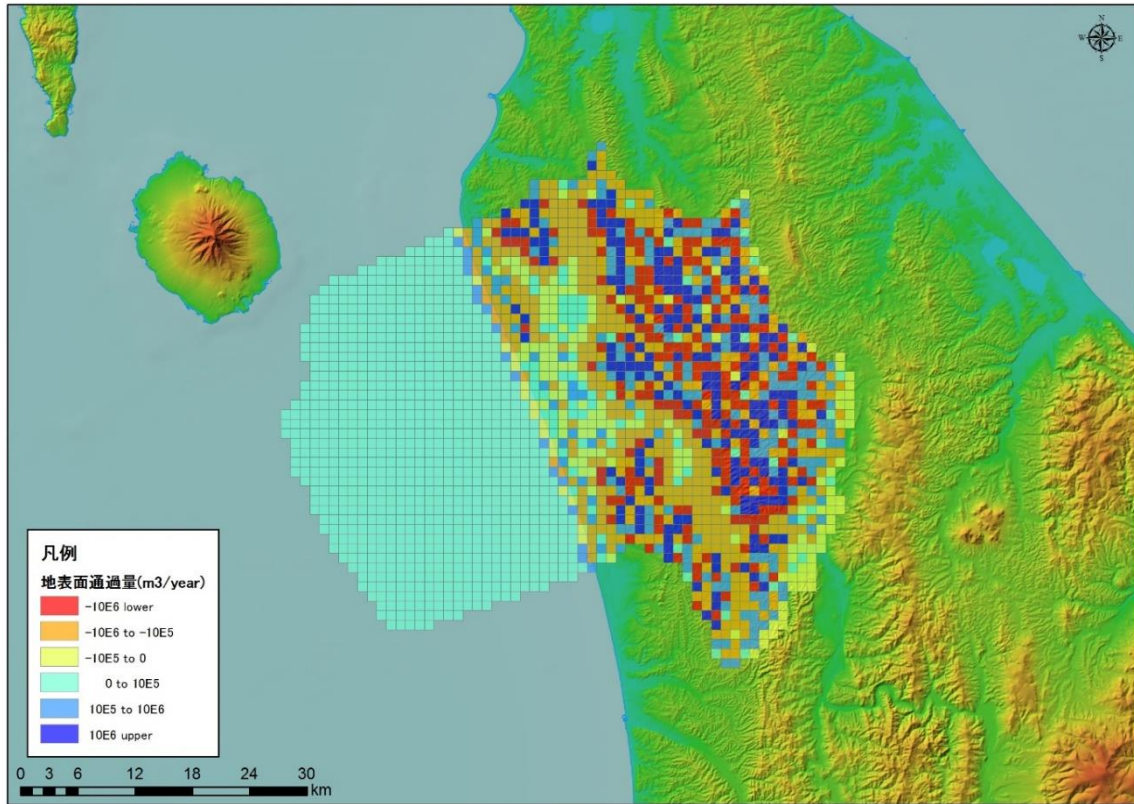 N
W E
S
凡例
地表面通過量(m3/year)
-10E6 lower
-10E6 to -10E5
-10E5 to 0
0 to 10E5
10E5 to 10E6
10E6 upper
0 3 6 12 18 24 30
km